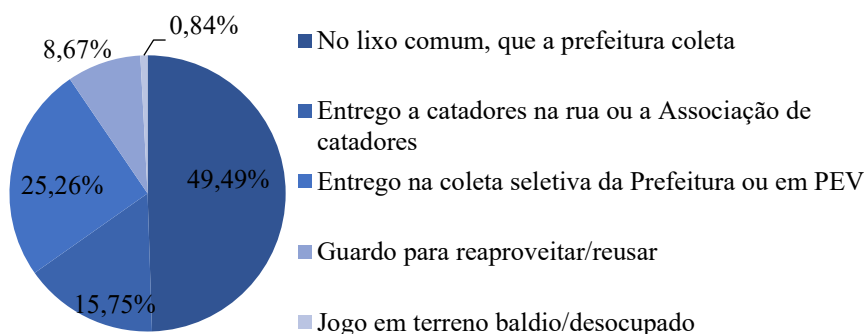 0,84%
8,67%
25,26%
49,49%
15,75%
No lixo comum, que a prefeitura coleta
Entrego a catadores na rua ou a Associação de
catadores
Entrego na coleta seletiva da Prefeitura ou em PEV
Guardo para reaproveitar/reusar
Jogo em terreno baldio/desocupado